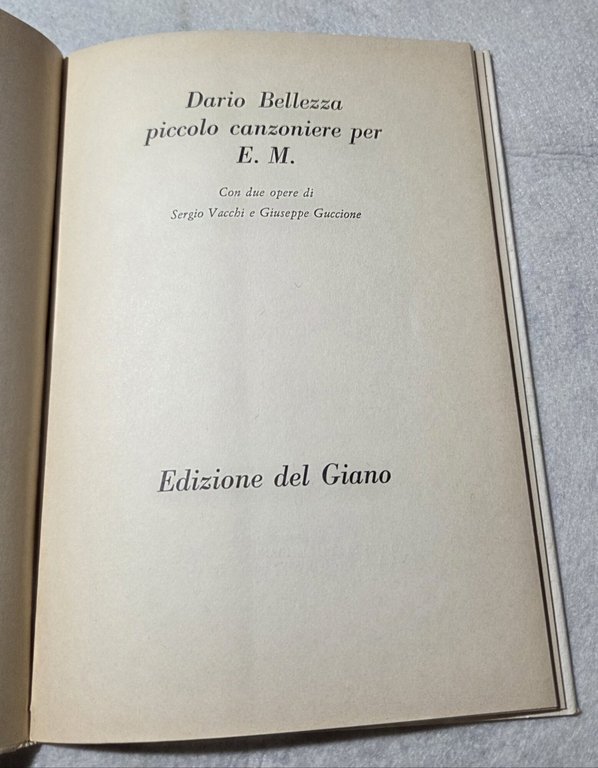 Dario Bellezza
piccolo canzoniere per
E. M.
Con due opere di
Sergio Vacchi e Giuseppe Guccione
Edizione del Giano